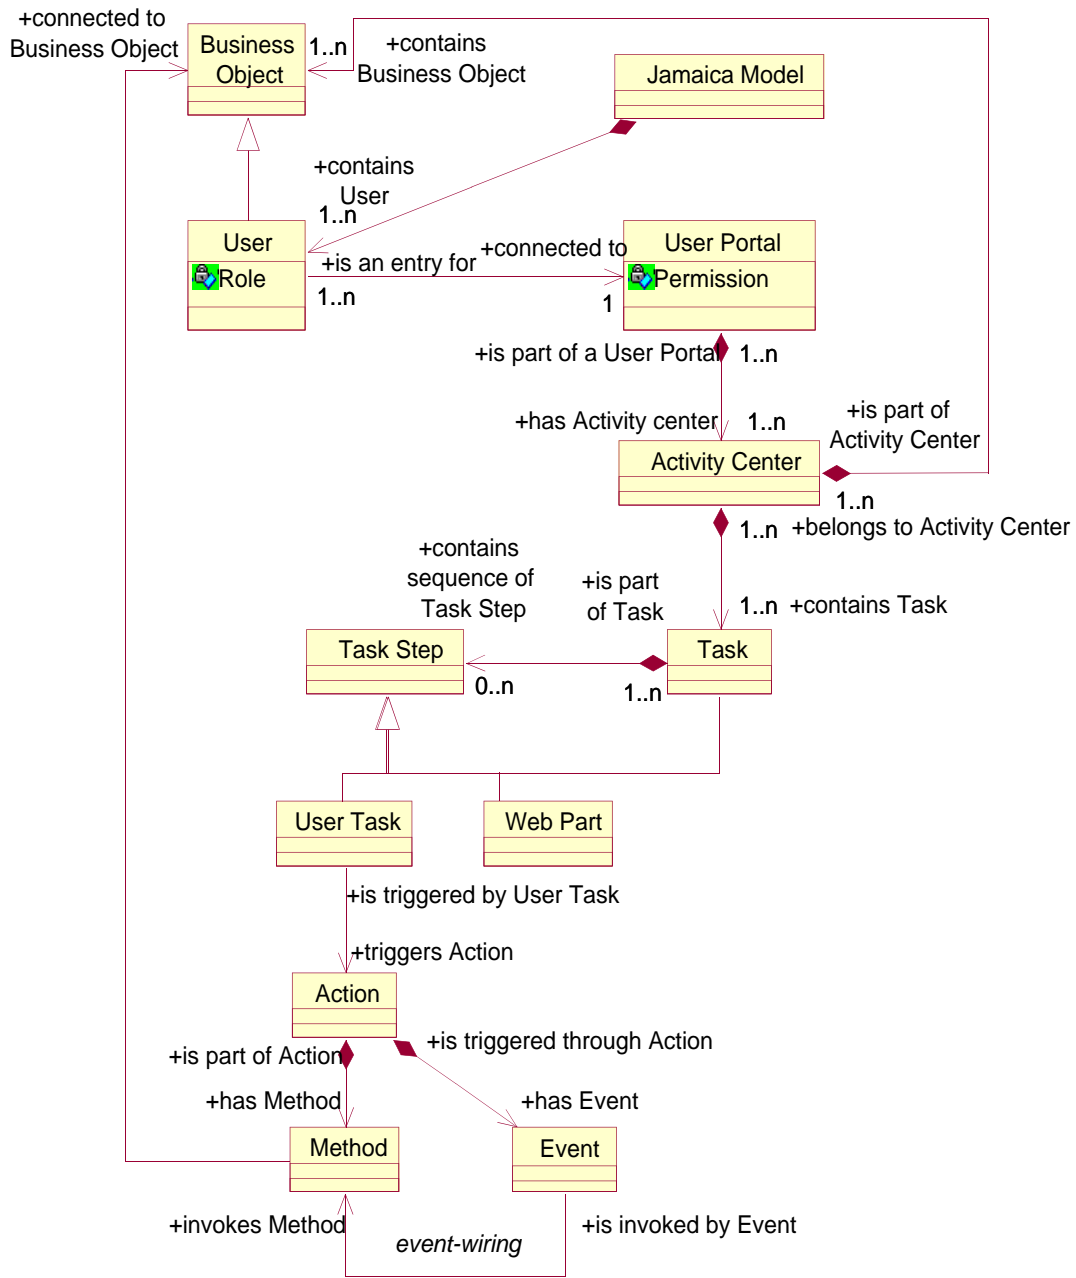 +connected to
Business Object
Business
Object
1..n
+contains
Business Object
Jamaica Model
+contains
User
1..n
User
Role
+is an entry for
1..n
+connected to
1
User Portal
Permission
+is part of a User Portal
1..n
+has Activity center
1..n
+is part of
Activity Center
Activity Center
1..n
1..n
+belongs to Activity Center
+contains
sequence of
Task Step
+is part
of Task
1..n
+contains Task
Task Step
0..n
1..n
Task
User Task
Web Part
+is triggered by User Task
+triggers Action
Action
+is part of Action
+is triggered through Action
+has Method
+has Event
Method
Event
+invokes Method
event-wiring
+is invoked by Event